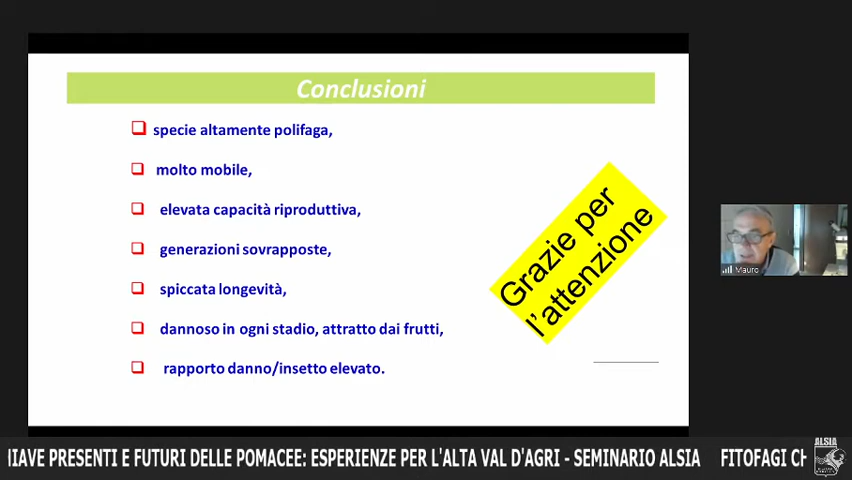 Conclusioni
specie altamente polifaga,
molto mobile,
elevata capacità riproduttiva,
generazioni sovrapposte,
spiccata longevità,
dannoso in ogni stadio, attratto dai frutti,
rapporto danno/insetto elevato.
Grazie per
l'attenzione
Mauro
HIAVE PRESENTI E FUTURI DELLE POMACEE: ESPERIENZE PER L'ALTA VAL D'AGRI - SEMINARIO ALSIA FITOFAGI CH
ALSIA